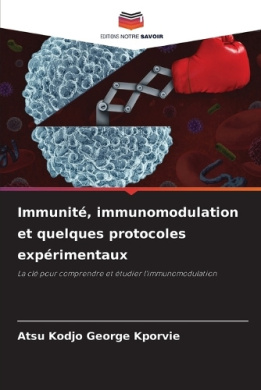 EDITIONS NOTRE SAVOIR
Immunité, immunomodulation
et quelques protocoles
expérimentaux
La clé pour comprendre et étudier l'immunomodulation
Atsu Kodjo George Kporvie